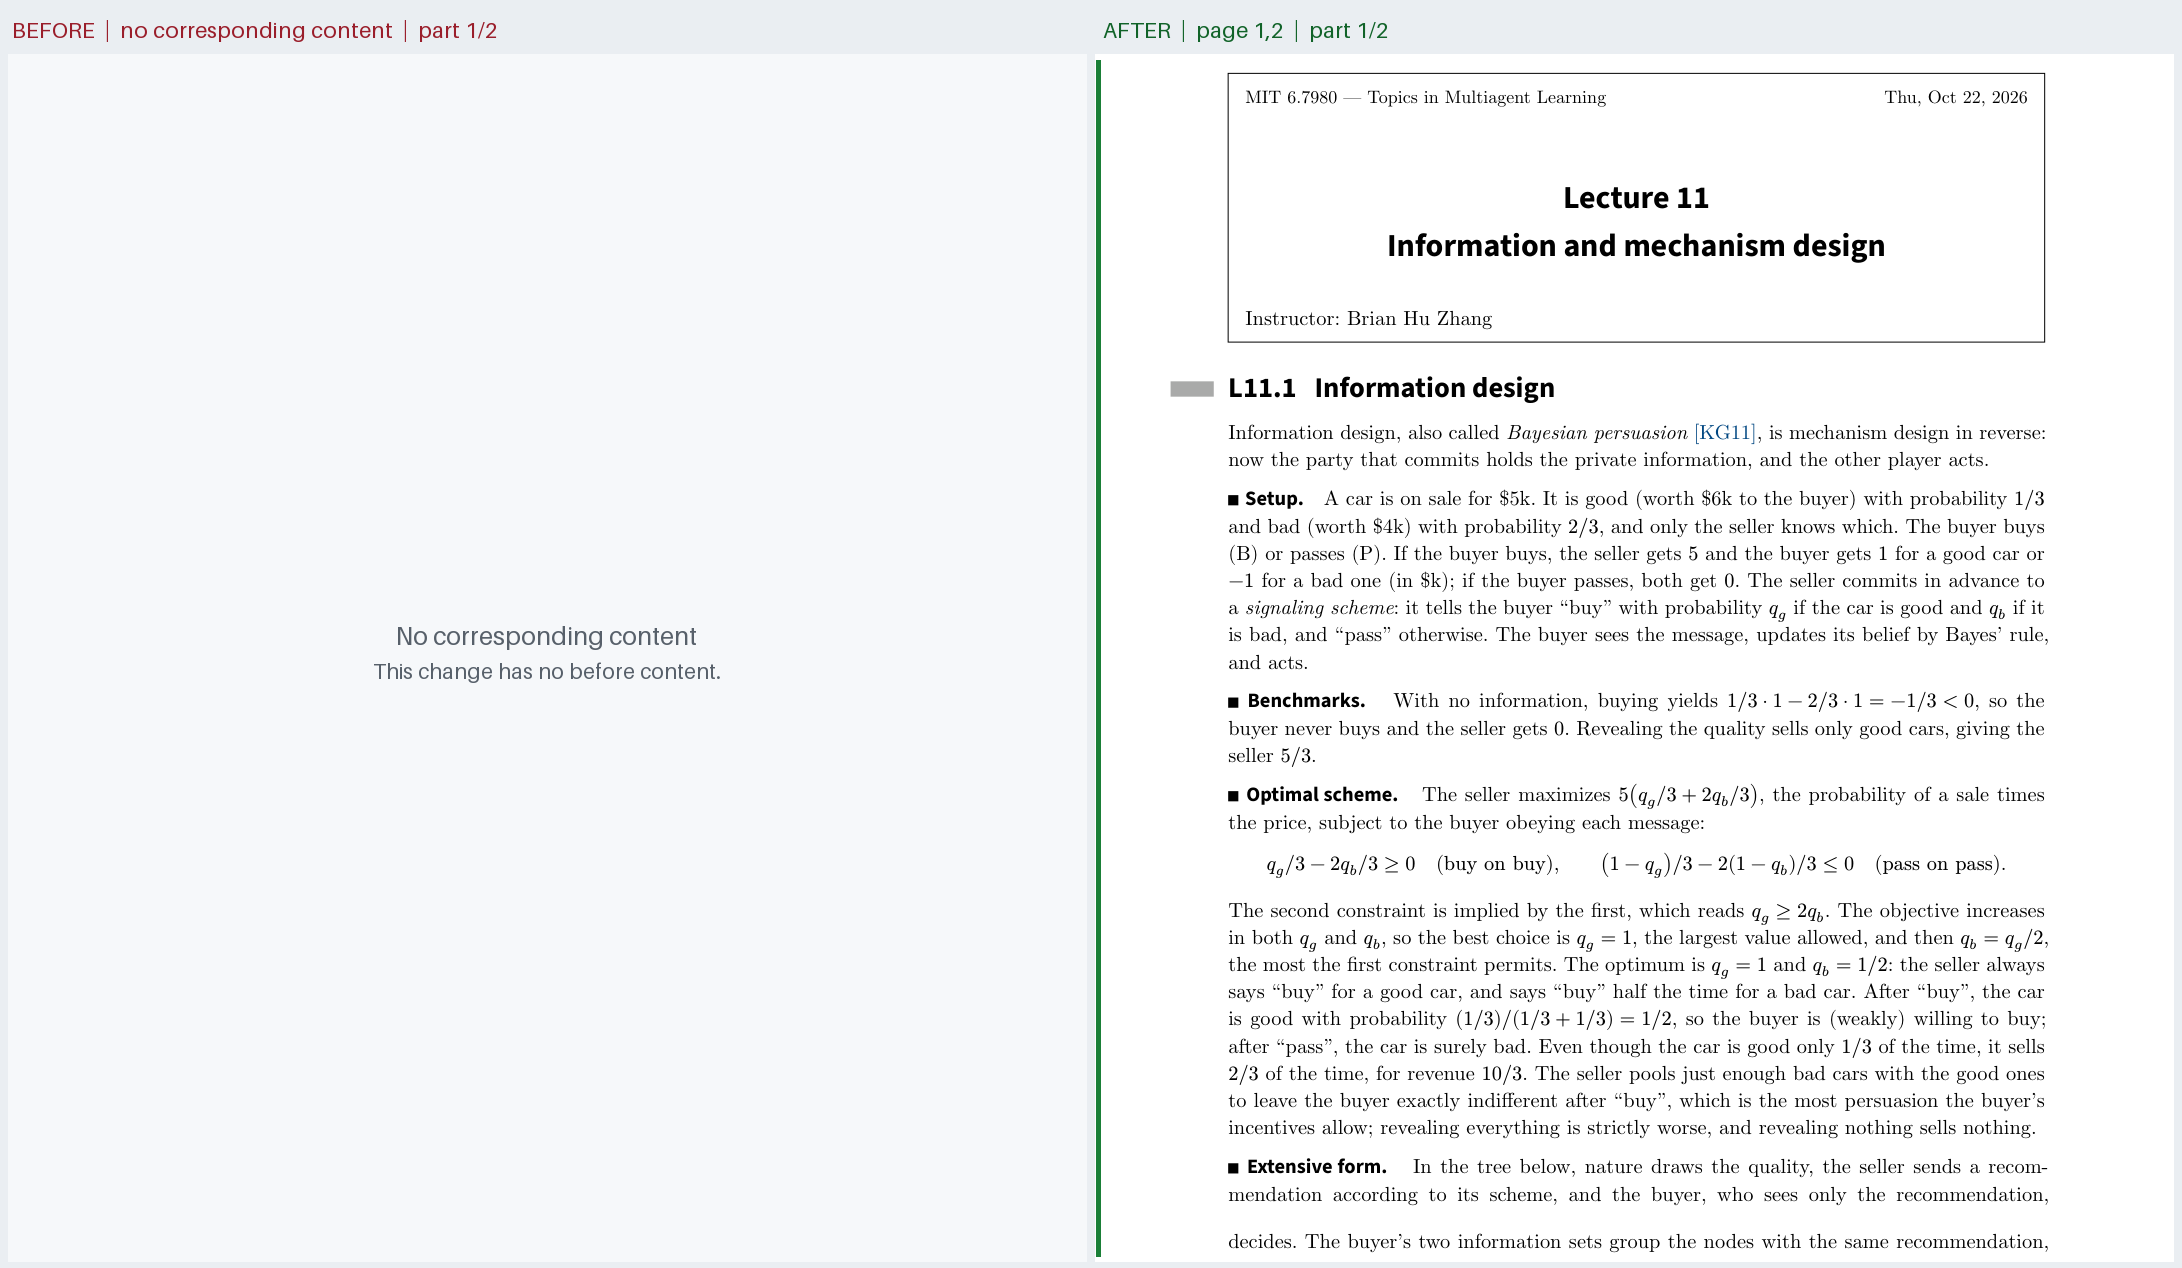 BEFORE | no corresponding content | part 1/2
AFTER | page 1,2 | part 1/2
No corresponding content
This change has no before content.
MIT 6.7980 — Topics in Multiagent Learning
Thu, Oct 22, 2026
Lecture 11
Information and mechanism design
Instructor: Brian Hu Zhang
L11.1 Information design
Information design, also called Bayesian persuasion [KG11], is mechanism design in reverse:
now the party that commits holds the private information, and the other player acts.
■ Setup. A car is on sale for $5k. It is good (worth $6k to the buyer) with probability 1/3
and bad (worth $4k) with probability 2/3, and only the seller knows which. The buyer buys
(B) or passes (P). If the buyer buys, the seller gets 5 and the buyer gets 1 for a good car or
−1 for a bad one (in $k); if the buyer passes, both get 0. The seller commits in advance to
a signaling scheme: it tells the buyer “buy” with probability q_g if the car is good and q_b if it
is bad, and “pass” otherwise. The buyer sees the message, updates its belief by Bayes’ rule,
and acts.
■ Benchmarks. With no information, buying yields 1/3 · 1 − 2/3 · 1 = −1/3 < 0, so the
buyer never buys and the seller gets 0. Revealing the quality sells only good cars, giving the
seller 5/3.
■ Optimal scheme. The seller maximizes 5(q_g/3 + 2q_b/3), the probability of a sale times
the price, subject to the buyer obeying each message:
q_g/3 − 2q_b/3 ≥ 0 (buy on buy), (1 − q_g)/3 − 2(1 − q_b)/3 ≤ 0 (pass on pass).
The second constraint is implied by the first, which reads q_g ≥ 2q_b. The objective increases
in both q_g and q_b, so the best choice is q_g = 1, the largest value allowed, and then q_b = q_g/2,
the most the first constraint permits. The optimum is q_g = 1 and q_b = 1/2: the seller always
says “buy” for a good car, and says “buy” half the time for a bad car. After “buy”, the car
is good with probability (1/3)/(1/3 + 1/3) = 1/2, so the buyer is (weakly) willing to buy;
after “pass”, the car is surely bad. Even though the car is good only 1/3 of the time, it sells
2/3 of the time, for revenue 10/3. The seller pools just enough bad cars with the good ones
to leave the buyer exactly indifferent after “buy”, which is the most persuasion the buyer’s
incentives allow; revealing everything is strictly worse, and revealing nothing sells nothing.
■ Extensive form. In the tree below, nature draws the quality, the seller sends a recom-
mendation according to its scheme, and the buyer, who sees only the recommendation,
decides. The buyer’s two information sets group the nodes with the same recommendation,